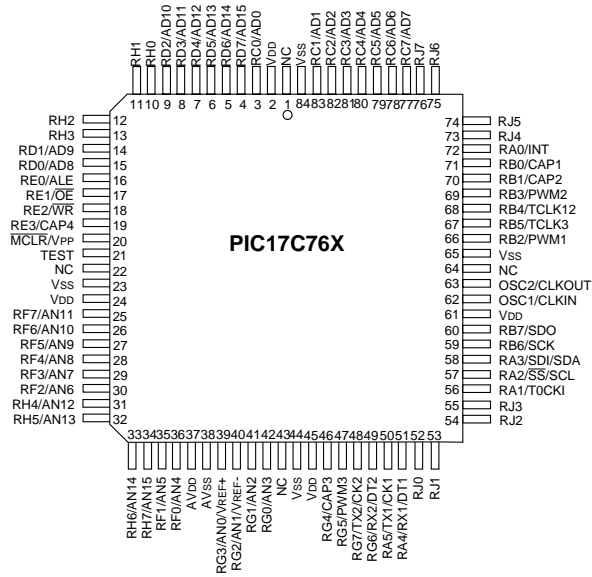 RH1
RH0
RD2/AD10
RD3/AD11
RD4/AD12
RD5/AD13
RD6/AD14
RD7/AD15
RC0/AD0
VDD
NC
VSS
RC1/AD1
RC2/AD2
RC3/AD3
RC4/AD4
RC5/AD5
RC6/AD6
RC7/AD7
RJ7
RJ6
11 10 9 8 7 6 5 4 3 2 1 84 83 82 81 80 79 78 77 76 75
RH2 12
RH3 13
RD1/AD9 14
RD0/AD8 15
RE0/ALE 16
RE1/OE 17
RE2/WR 18
RE3/CAP4 19
MCLR/VPP 20
TEST 21
NC 22
VSS 23
VDD 24
RF7/AN11 25
RF6/AN10 26
RF5/AN9 27
RF4/AN8 28
RF3/AN7 29
RF2/AN6 30
RH4/AN12 31
RH5/AN13 32
PIC17C76X
74 RJ5
73 RJ4
72 RA0/INT
71 RB0/CAP1
70 RB1/CAP2
69 RB3/PWM2
68 RB4/TCLK12
67 RB5/TCLK3
66 RB2/PWM1
65 VSS
64 NC
63 OSC2/CLKOUT
62 OSC1/CLKIN
61 VDD
60 RB7/SDO
59 RB6/SCK
58 RA3/SDI/SDA
57 RA2/SS/SCL
56 RA1/T0CKI
55 RJ3
54 RJ2
33 34 35 36 37 38 39 40 41 42 43 44 45 46 47 48 49 50 51 52 53
RH6/AN14
RH7/AN15
RF1/AN5
RF0/AN4
AVDD
AVSS
RG3/AN0/VREF+
RG2/AN1/VREF-
RG1/AN2
RG0/AN3
NC
VSS
VDD
RG4/CAP3
RG5/PWM3
RG7/TX2/CK2
RG6/RX2/DT2
RA5/TX1/CK1
RA4/RX1/DT1
RJ0
RJ1